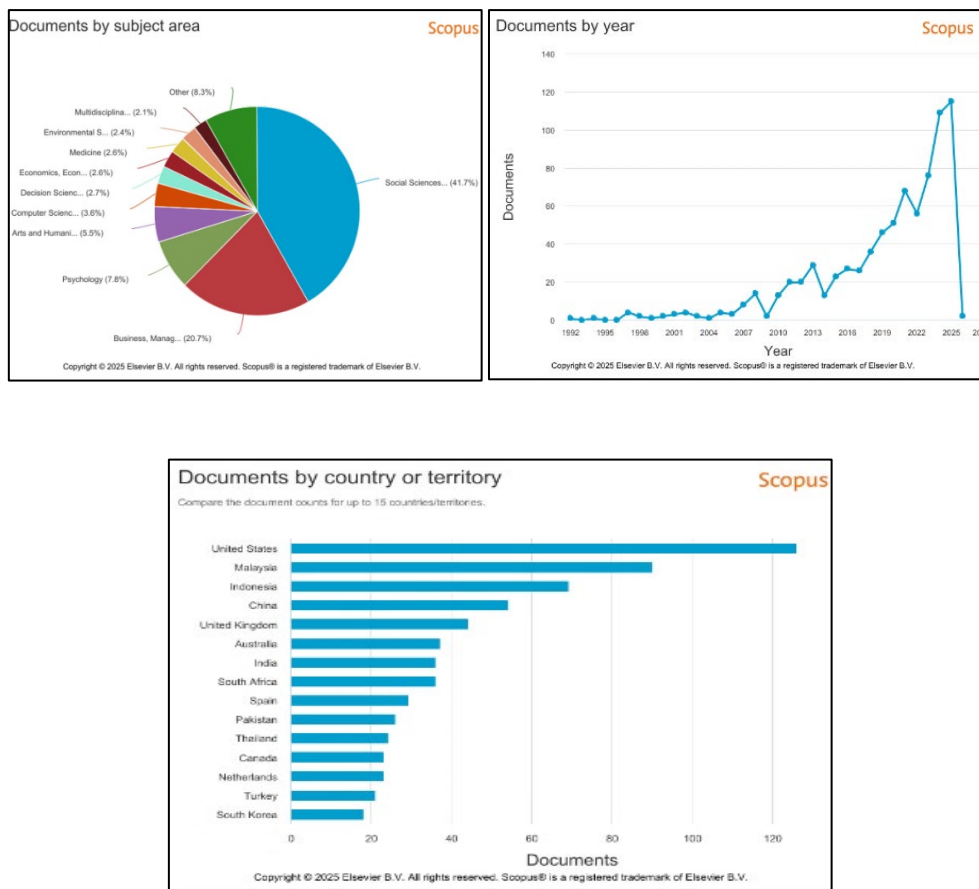 Documents by subject area
Scopus
Other (8.3%)
Multidisciplina... (2.1%)
Environmental S... (2.4%)
Medicine (2.6%)
Economics, Econ... (2.6%)
Decision Scienc... (2.7%)
Computer Scienc... (3.6%)
Arts and Humani... (5.5%)
Psychology (7.8%)
Business, Manag... (20.7%)
Social Sciences... (41.7%)
Copyright © 2025 Elsevier B.V. All rights reserved. Scopus® is a registered trademark of Elsevier B.V.
Documents by year
Scopus
Documents
140
120
100
80
60
40
20
0
1992 1995 1998 2001 2004 2007 2010 2013 2016 2019 2022 2025
Year
Copyright © 2025 Elsevier B.V. All rights reserved. Scopus® is a registered trademark of Elsevier B.V.
Documents by country or territory
Scopus
Compare the document counts for up to 15 countries/territories.
United States
Malaysia
Indonesia
China
United Kingdom
Australia
India
South Africa
Spain
Pakistan
Thailand
Canada
Netherlands
Turkey
South Korea
0 20 40 60 80 100 120
Documents
Copyright © 2025 Elsevier B.V. All rights reserved. Scopus® is a registered trademark of Elsevier B.V.